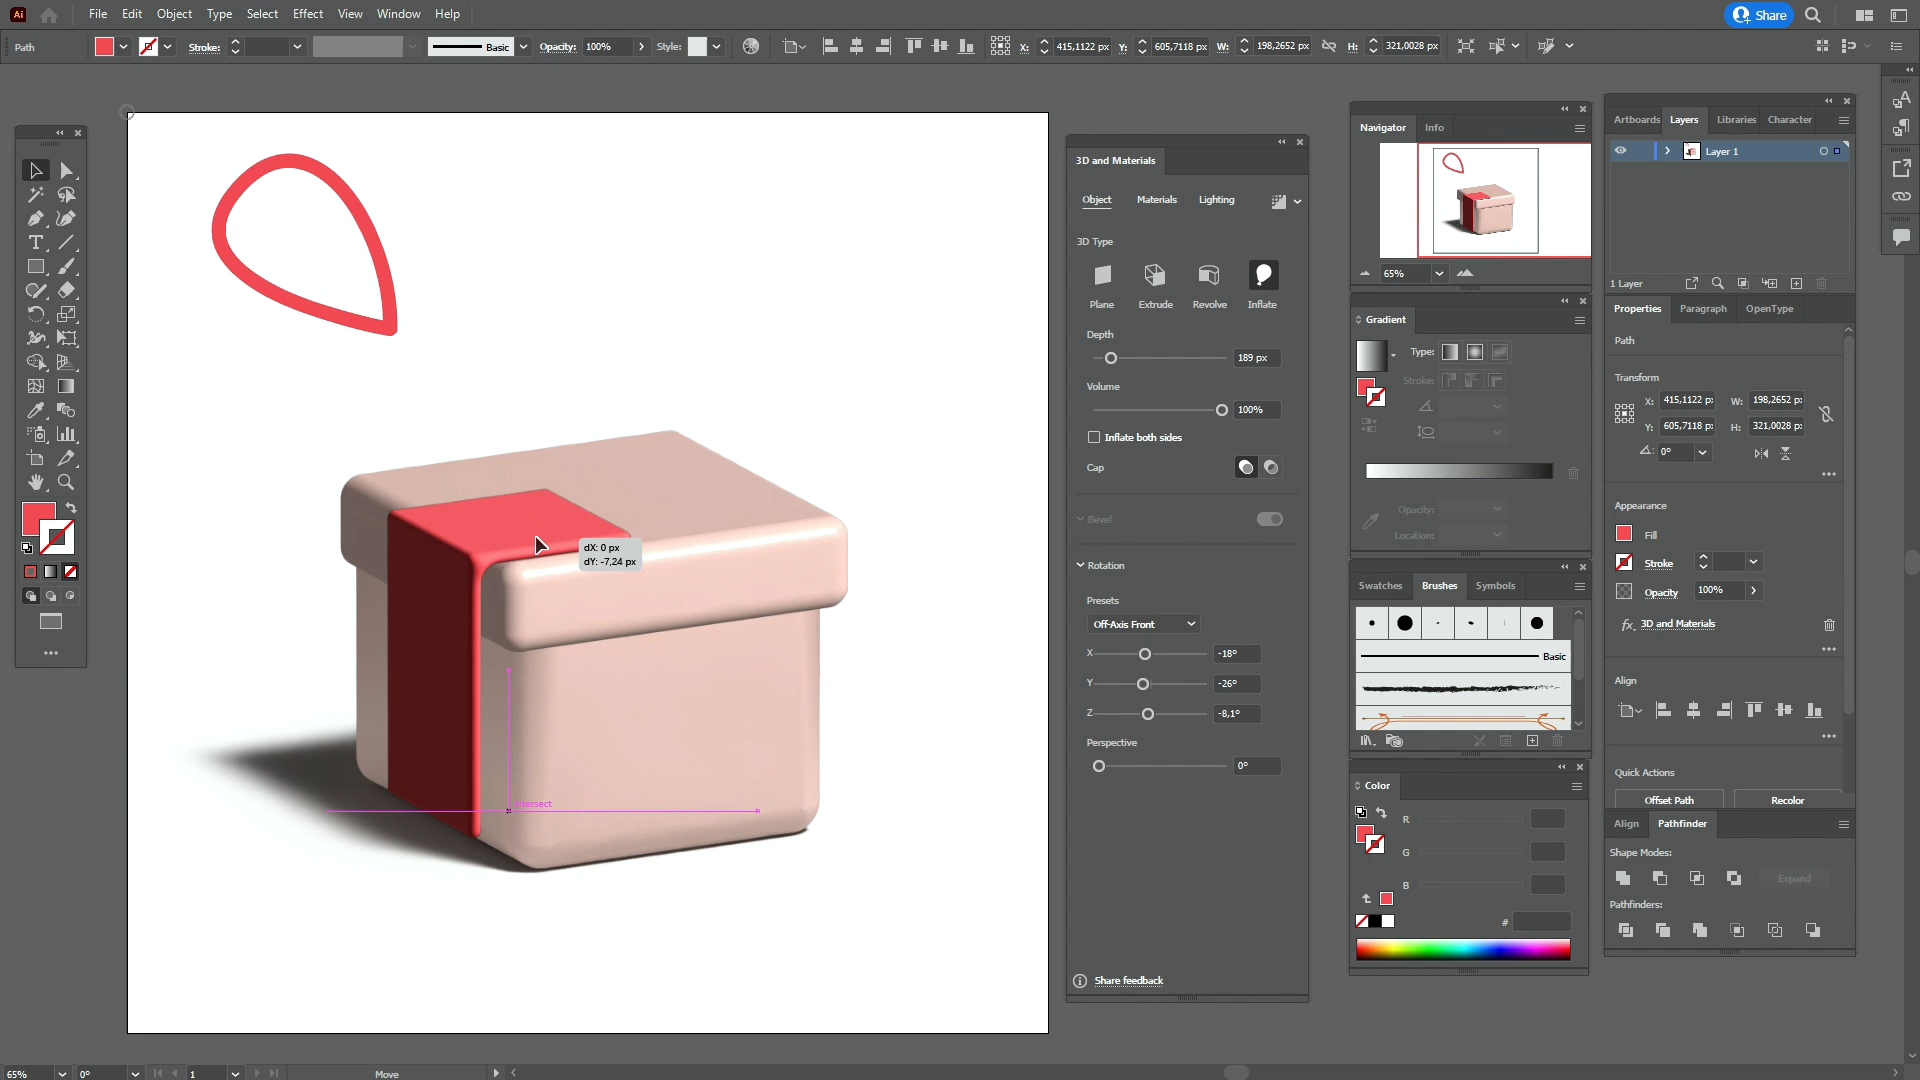 Ai File Edit Object Type Select Effect View Window Help Share
Path Stroke: Basic Opacity: 100% Style: X: 415,1122 px Y: 605,7118 px W: 198,2652 px H: 321,0028 px
3D and Materials
Object Materials Lighting
3D Type
Plane Extrude Revolve Inflate
Depth
189 px
Volume
100%
Inflate both sides
Cap
Bevel
Rotation
Presets
Off-Axis Front
X -18°
Y -26°
Z -8,1°
Perspective
0°
Share feedback
dX: 0 px
dY: -7,24 px
Navigator Info
65%
Gradient
Type:
Stroke:
Opacity:
Location:
Swatches Brushes Symbols
Basic
Color
R
G
B
#
Artboards Layers Libraries Character
Layer 1
1 Layer
Properties Paragraph OpenType
Path
Transform
X: 415,1122 p W: 198,2652 p
Y: 605,7118 p H: 321,0028 p
0°
Appearance
Fill
Stroke
Opacity 100%
fx. 3D and Materials
Align
Quick Actions
Offset Path Recolor
Align Pathfinder
Shape Modes:
Expand
Pathfinders:
65% 0° 1 Move